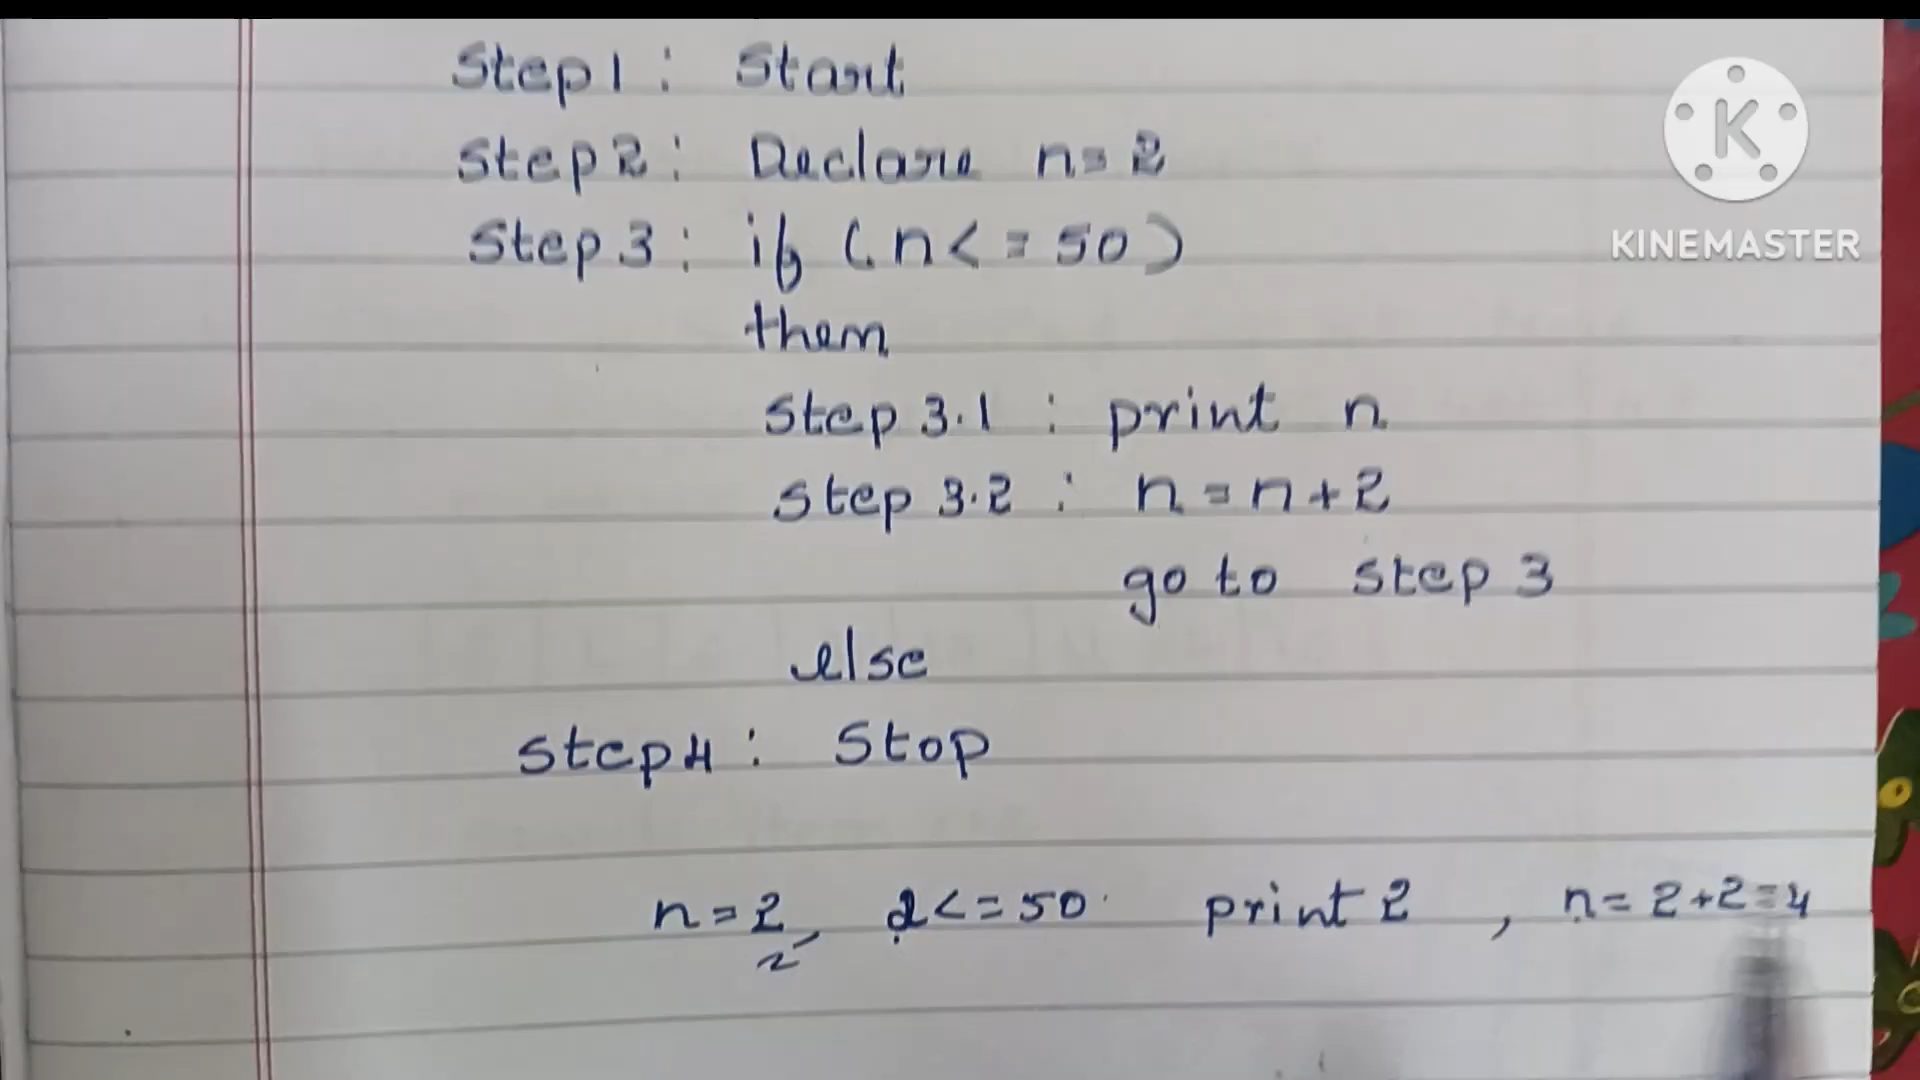 Step 1 : Start
Step 2 : Declare n = 2
Step 3 : if (n <= 50)
then
Step 3.1 : print n
Step 3.2 : n = n + 2
go to step 3
else
Step 4 : Stop
n = 2, 2 <= 50 print 2 , n = 2+2=4
K
KINEMASTER